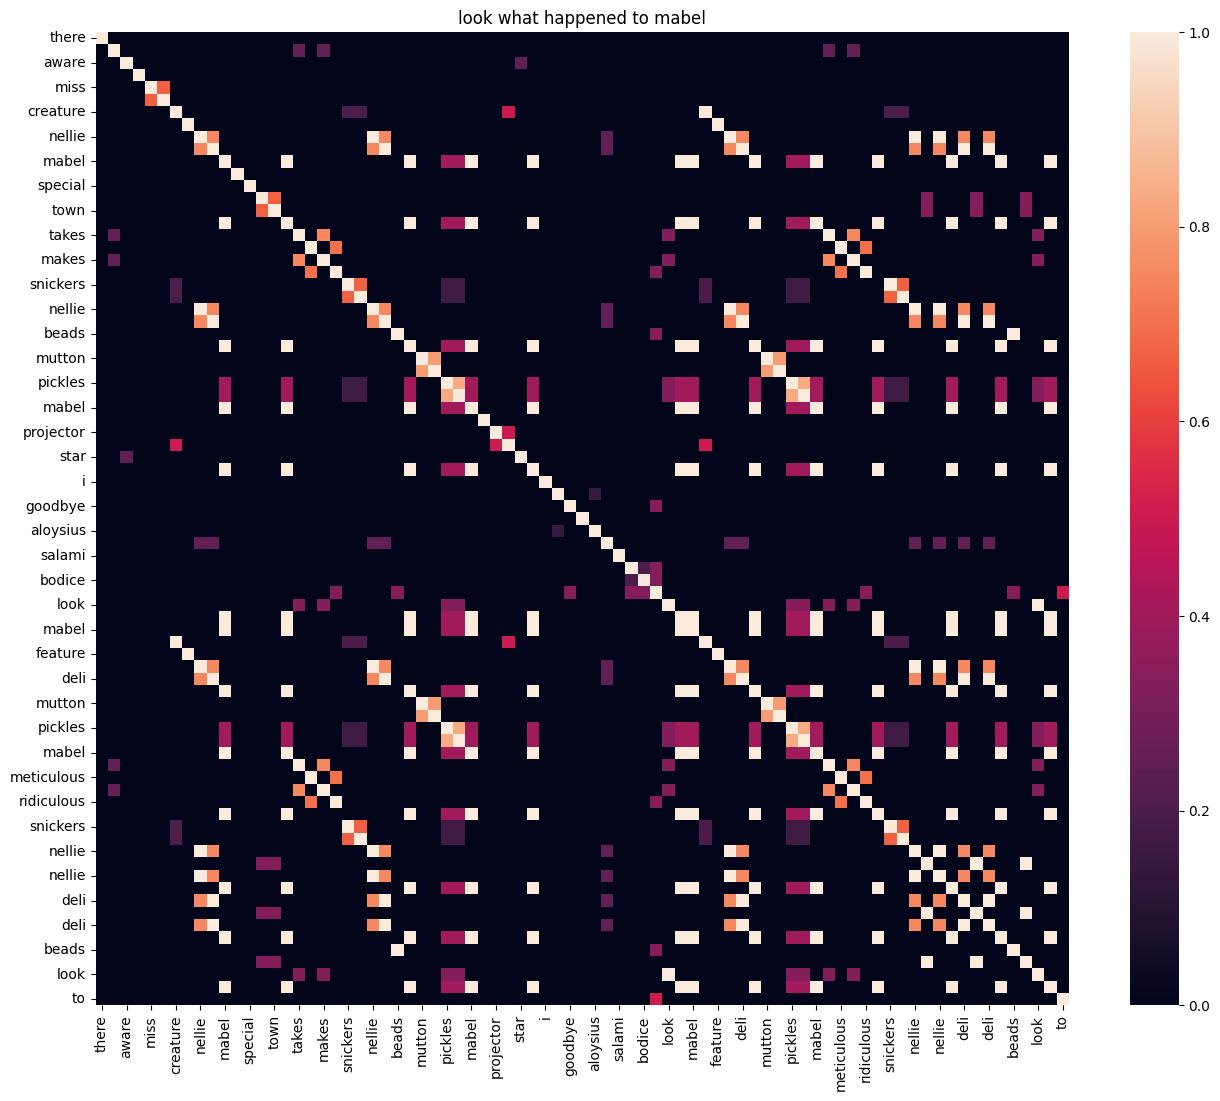 look what happened to mabel
there
aware
miss
creature
nellie
mabel
special
town
takes
makes
snickers
nellie
beads
mutton
pickles
mabel
projector
star
i
goodbye
aloysius
salami
bodice
look
mabel
feature
deli
mutton
pickles
mabel
meticulous
ridiculous
snickers
nellie
nellie
deli
deli
beads
look
to
1.0
0.8
0.6
0.4
0.2
0.0
there
aware
miss
creature
nellie
mabel
special
town
takes
makes
snickers
nellie
beads
mutton
pickles
mabel
projector
star
i
goodbye
aloysius
salami
bodice
look
mabel
feature
deli
mutton
pickles
mabel
meticulous
ridiculous
snickers
nellie
nellie
deli
deli
beads
look
to